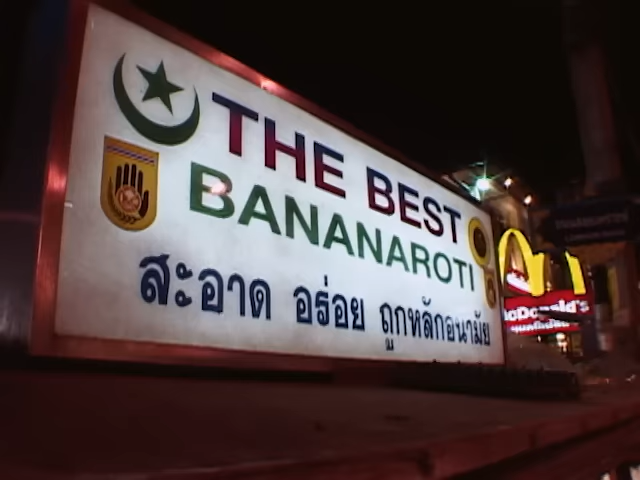 THE BEST
BANANAROTI
สะอาด อร่อย ถูกหลักอนามัย
McDonald's